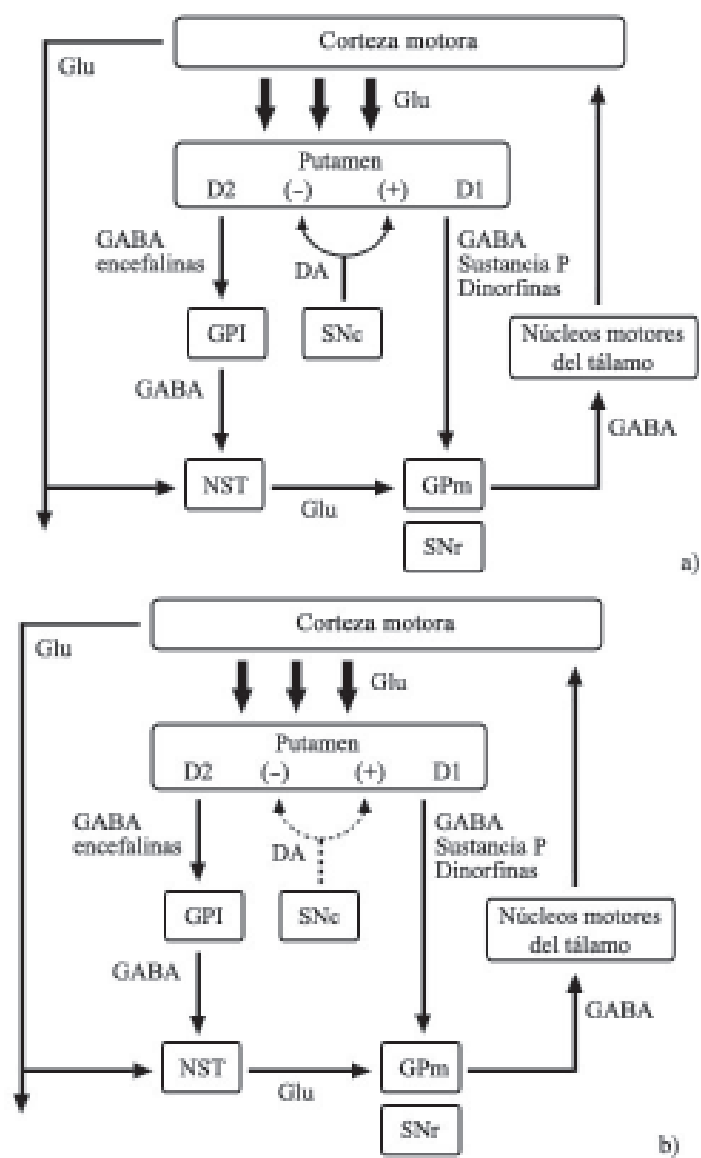 Corteza motora
Glu
Glu
Putamen
D2 (–) (+) D1
GABA
encefalinas
DA
GABA
Sustancia P
Dinorfinas
GPl
SNc
Núcleos motores
del tálamo
GABA
GABA
NST
Glu
GPm
SNr
a)
Corteza motora
Glu
Glu
Putamen
D2 (–) (+) D1
GABA
encefalinas
DA
GABA
Sustancia P
Dinorfinas
GPl
SNc
Núcleos motores
del tálamo
GABA
GABA
NST
Glu
GPm
SNr
b)